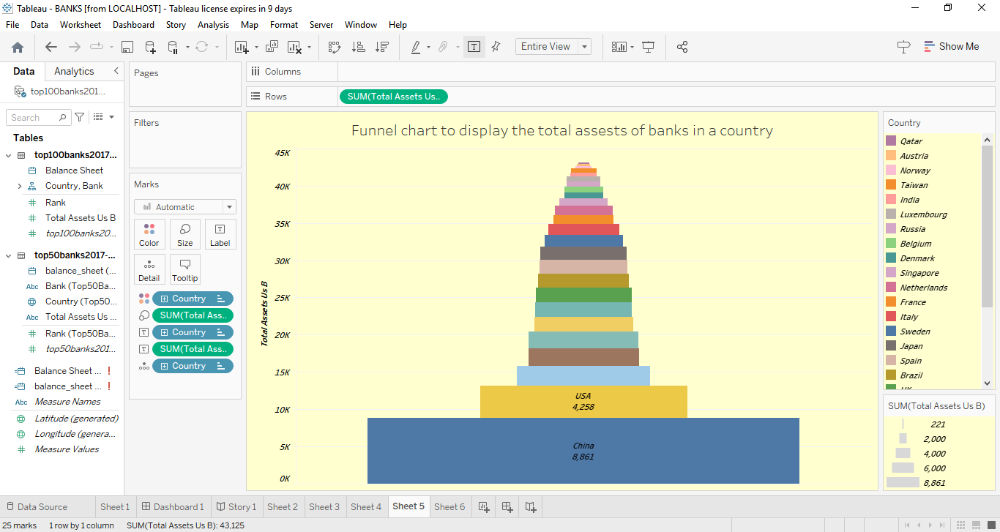 Tableau - BANKS [from LOCALHOST] - Tableau license expires in 9 days
File Data Worksheet Dashboard Story Analysis Map Format Server Window Help
Entire View
Show Me
Data Analytics
top100banks201...
Search
Tables
top100banks2017...
Balance Sheet
Country, Bank
Rank
Total Assets Us B
top100banks20...
top50banks2017-...
balance_sheet (...
Abc Bank (Top50Ba...
Country (Top50...
Abc Total Assets Us ...
Rank (Top50Ba...
top50banks201...
Balance Sheet ... !
balance_sheet ... !
Abc Measure Names
Latitude (generated)
Longitude (genera...
Measure Values
Pages
Filters
Marks
Automatic
Color Size Label
Detail Tooltip
Country
SUM(Total Ass..
Country
SUM(Total Ass..
Country
Columns
Rows SUM(Total Assets Us..
Funnel chart to display the total assests of banks in a country
Total Assets Us B
45K
40K
35K
30K
25K
20K
15K
10K
5K
0K
USA
4,258
China
8,861
Country
Qatar
Austria
Norway
Taiwan
India
Luxembourg
Russia
Belgium
Denmark
Singapore
Netherlands
France
Italy
Sweden
Japan
Spain
Brazil
UK
SUM(Total Assets Us B)
221
2,000
4,000
6,000
8,861
Data Source Sheet 1 Dashboard 1 Story 1 Sheet 2 Sheet 3 Sheet 4 Sheet 5 Sheet 6
25 marks 1 row by 1 column SUM(Total Assets Us B): 43,125